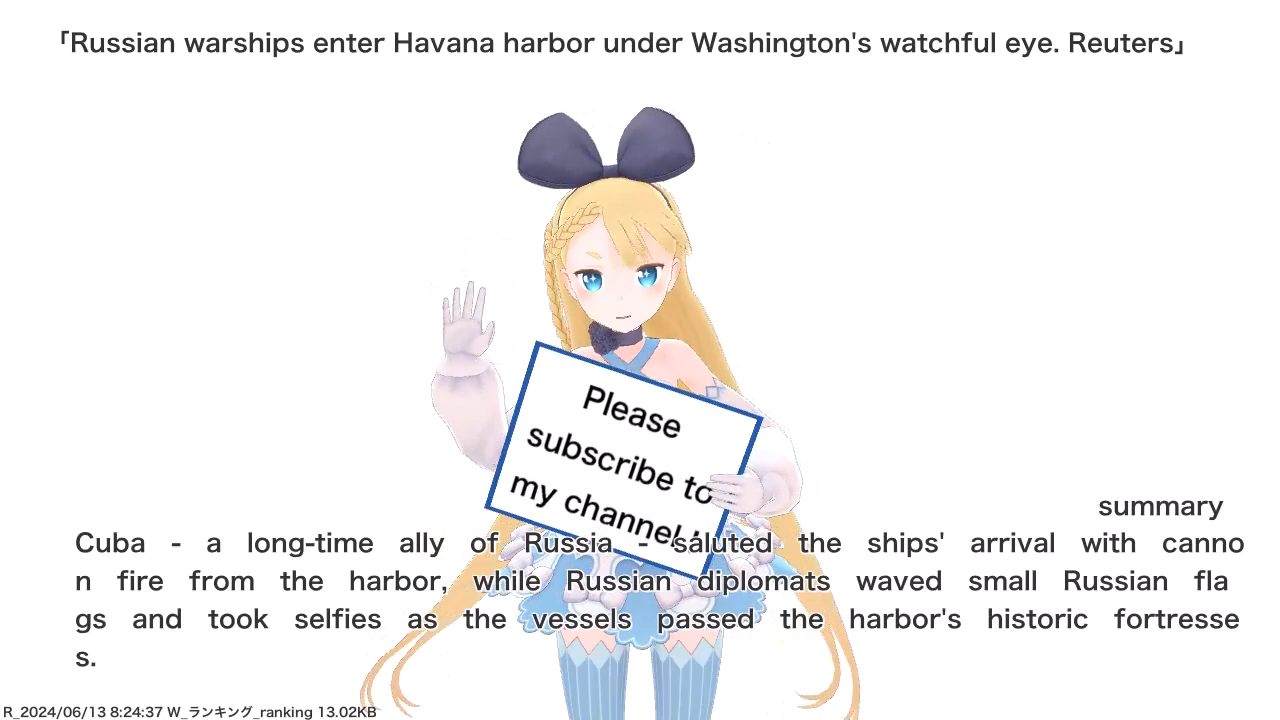 「Russian warships enter Havana harbor under Washington's watchful eye. Reuters」
Please
subscribe to
my channel!
summary
Cuba - a long-time ally of Russia - saluted the ships' arrival with canno
n fire from the harbor, while Russian diplomats waved small Russian fla
gs and took selfies as the vessels passed the harbor's historic fortresse
s.
R_2024/06/13 8:24:37 W_ランキング_ranking 13.02KB